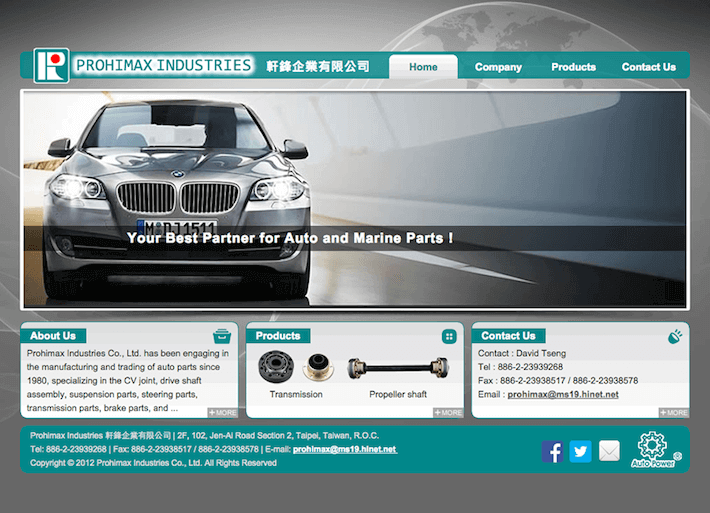 PROHIMAX INDUSTRIES 軒鋒企業有限公司
Home Company Products Contact Us
Your Best Partner for Auto and Marine Parts !
About Us
Prohimax Industries Co., Ltd. has been engaging in
the manufacturing and trading of auto parts since
1980, specializing in the CV joint, drive shaft
assembly, suspension parts, steering parts,
transmission parts, brake parts, and ...
MORE
Products
Transmission Propeller shaft
MORE
Contact Us
Contact : David Tseng
Tel : 886-2-23939268
Fax : 886-2-23938517 / 886-2-23938578
Email : prohimax@ms19.hinet.net
MORE
Prohimax Industries 軒鋒企業有限公司 | 2F, 102, Jen-Ai Road Section 2, Taipei, Taiwan, R.O.C.
Tel: 886-2-23939268 | Fax: 886-2-23938517 / 886-2-23938578 | E-mail: prohimax@ms19.hinet.net
Copyright © 2012 Prohimax Industries Co., Ltd. All Rights Reserved
Auto Power